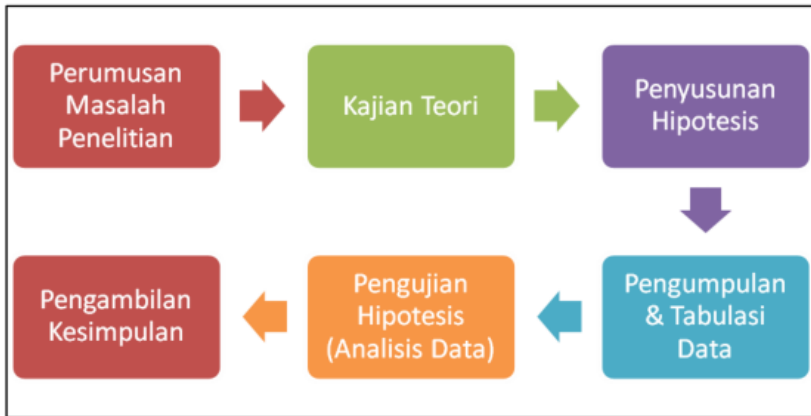 Perumusan
Masalah
Penelitian
Kajian Teori
Penyusunan
Hipotesis
Pengumpulan
& Tabulasi
Data
Pengujian
Hipotesis
(Analisis Data)
Pengambilan
Kesimpulan